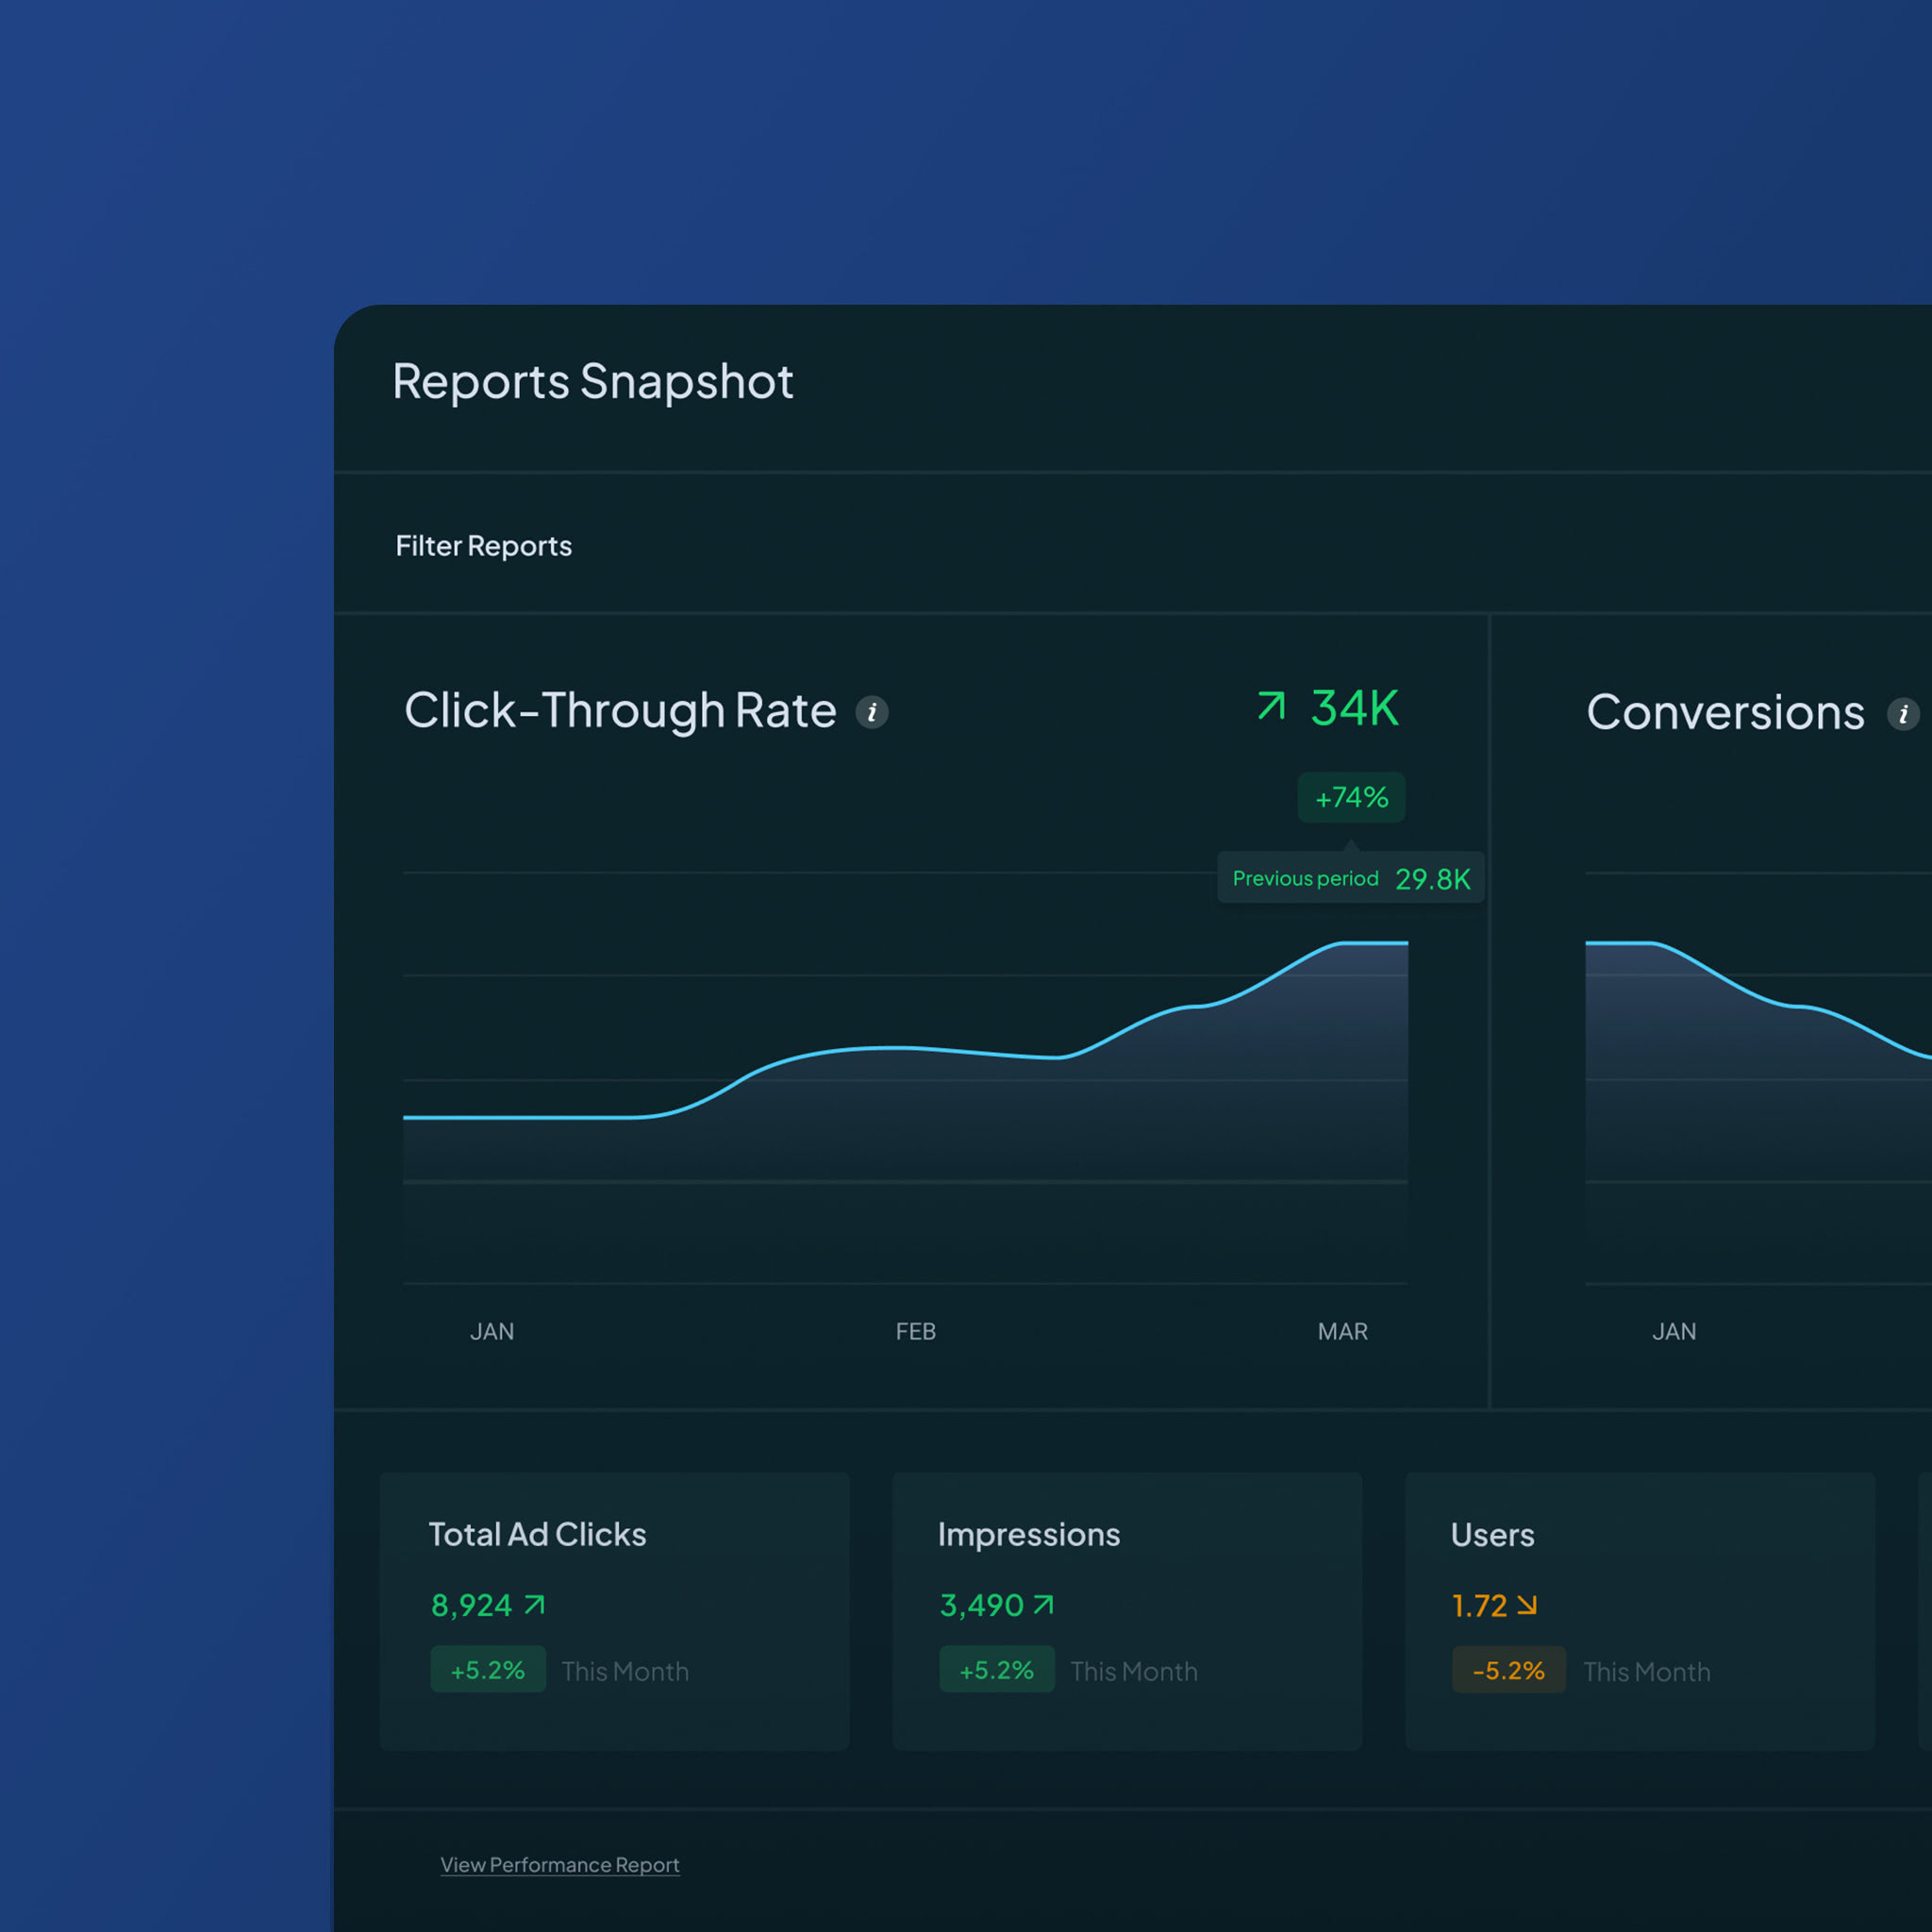 Reports Snapshot
Filter Reports
Click-Through Rate i
34K
+74%
Previous period 29.8K
JAN FEB MAR
Conversions i
JAN
Total Ad Clicks
8,924
+5.2% This Month
Impressions
3,490
+5.2% This Month
Users
1.72
-5.2% This Month
View Performance Report